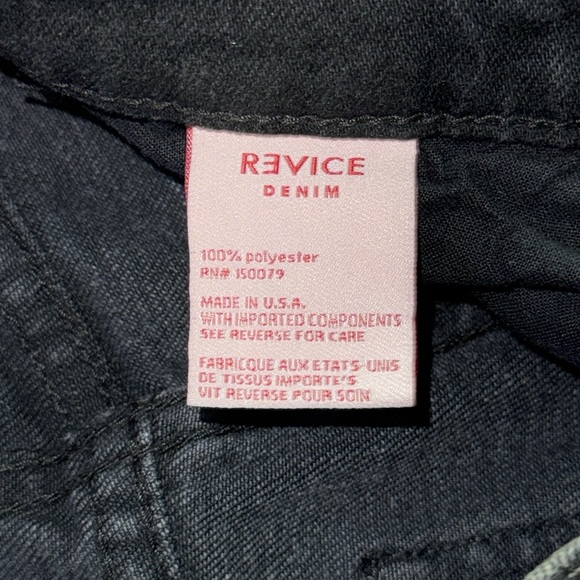 RƎVICE
DENIM
100% polyester
RN# 150079
MADE IN U.S.A.
WITH IMPORTED COMPONENTS
SEE REVERSE FOR CARE
FABRICQUE AUX ETATS-UNIS
DE TISSUS IMPORTE'S
VIT REVERSE POUR SOIN